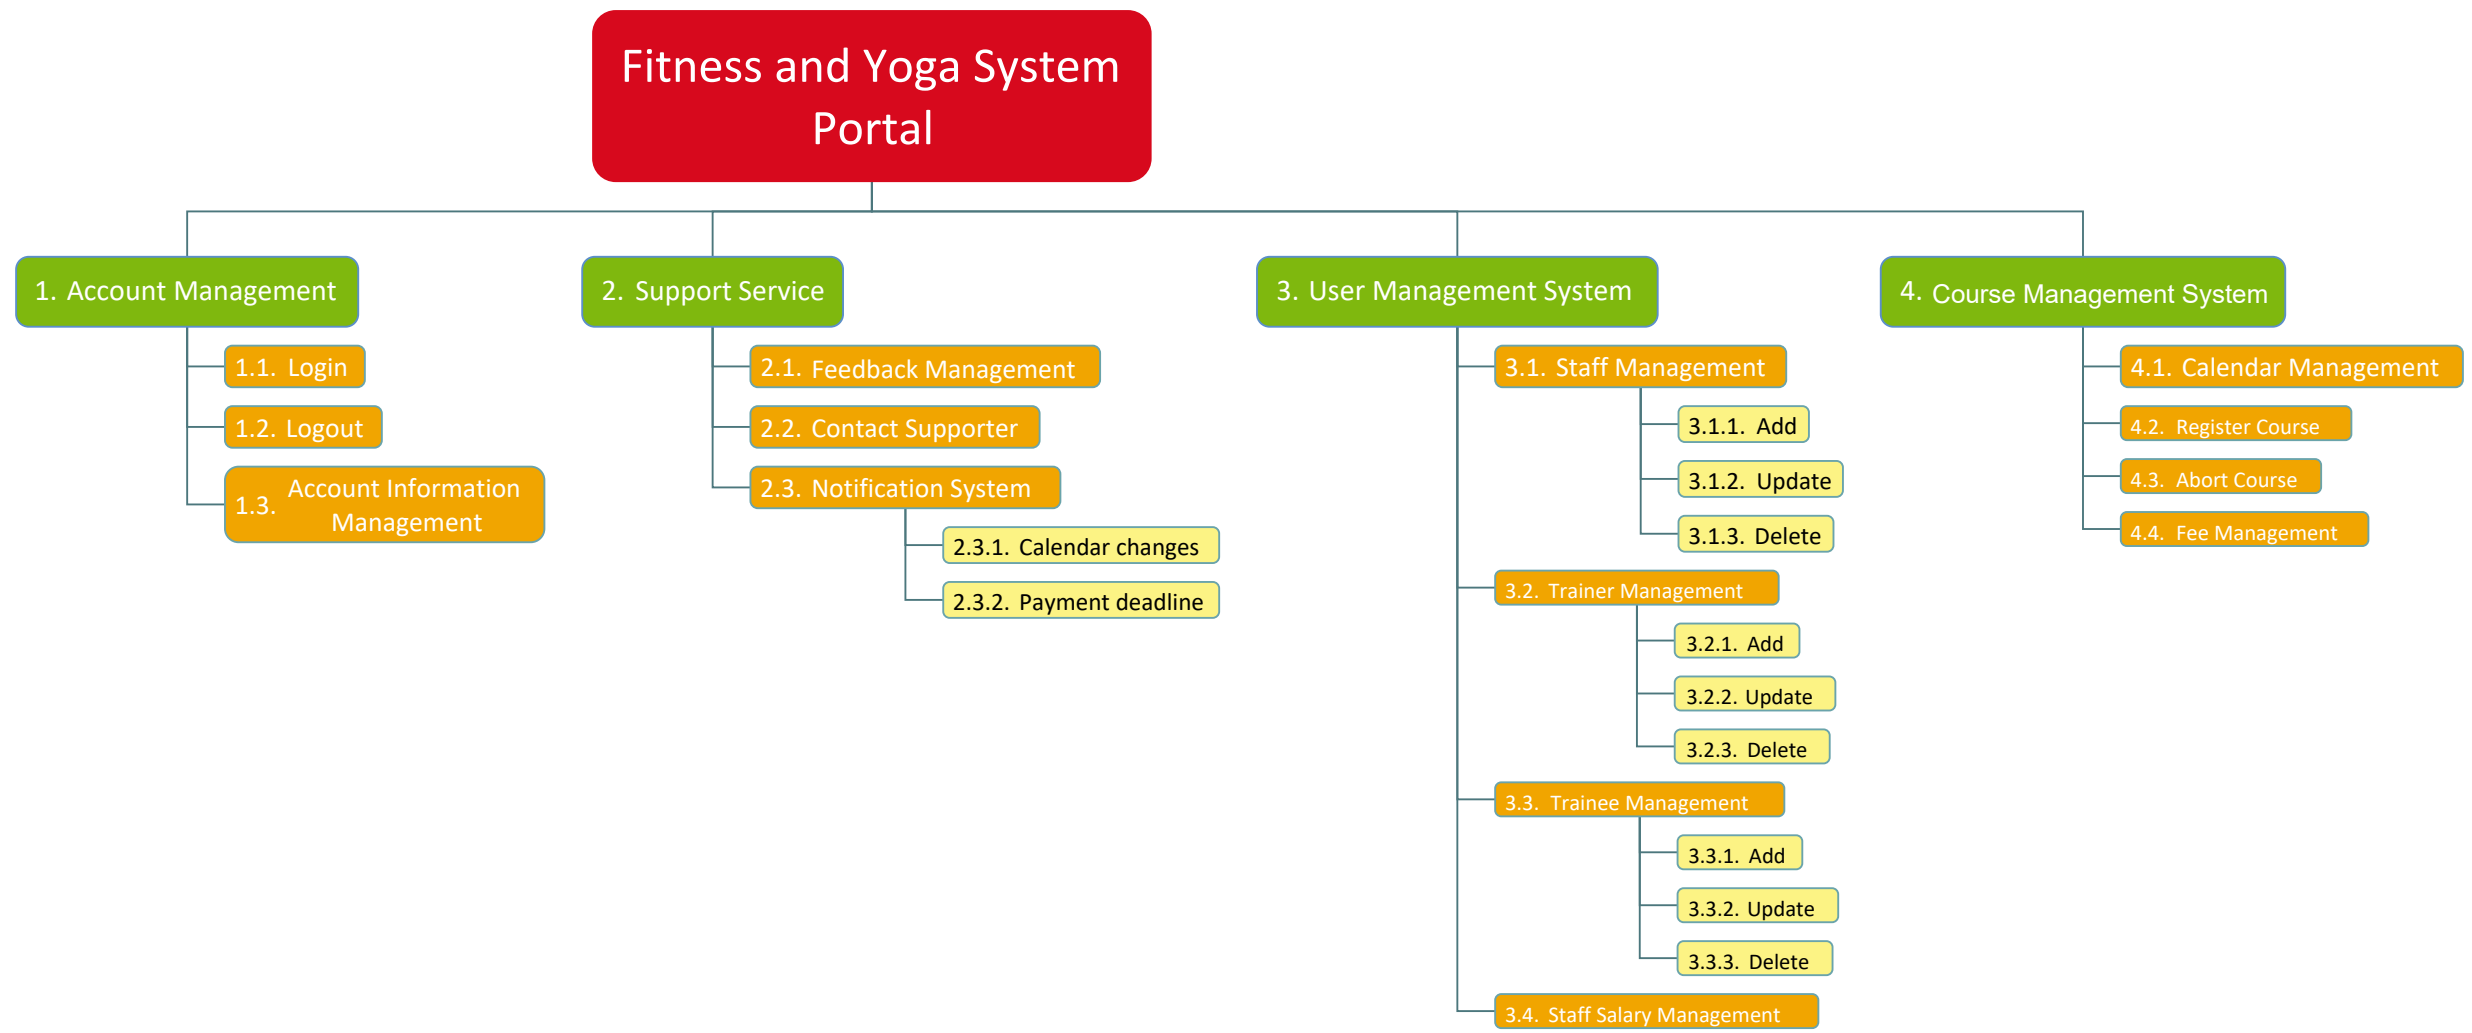 Fitness and Yoga System
Portal
1. Account Management
1.1. Login
1.2. Logout
1.3. Account Information
Management
2. Support Service
2.1. Feedback Management
2.2. Contact Supporter
2.3. Notification System
2.3.1. Calendar changes
2.3.2. Payment deadline
3. User Management System
3.1. Staff Management
3.1.1. Add
3.1.2. Update
3.1.3. Delete
3.2. Trainer Management
3.2.1. Add
3.2.2. Update
3.2.3. Delete
3.3. Trainee Management
3.3.1. Add
3.3.2. Update
3.3.3. Delete
3.4. Staff Salary Management
4. Course Management System
4.1. Calendar Management
4.2. Register Course
4.3. Abort Course
4.4. Fee Management